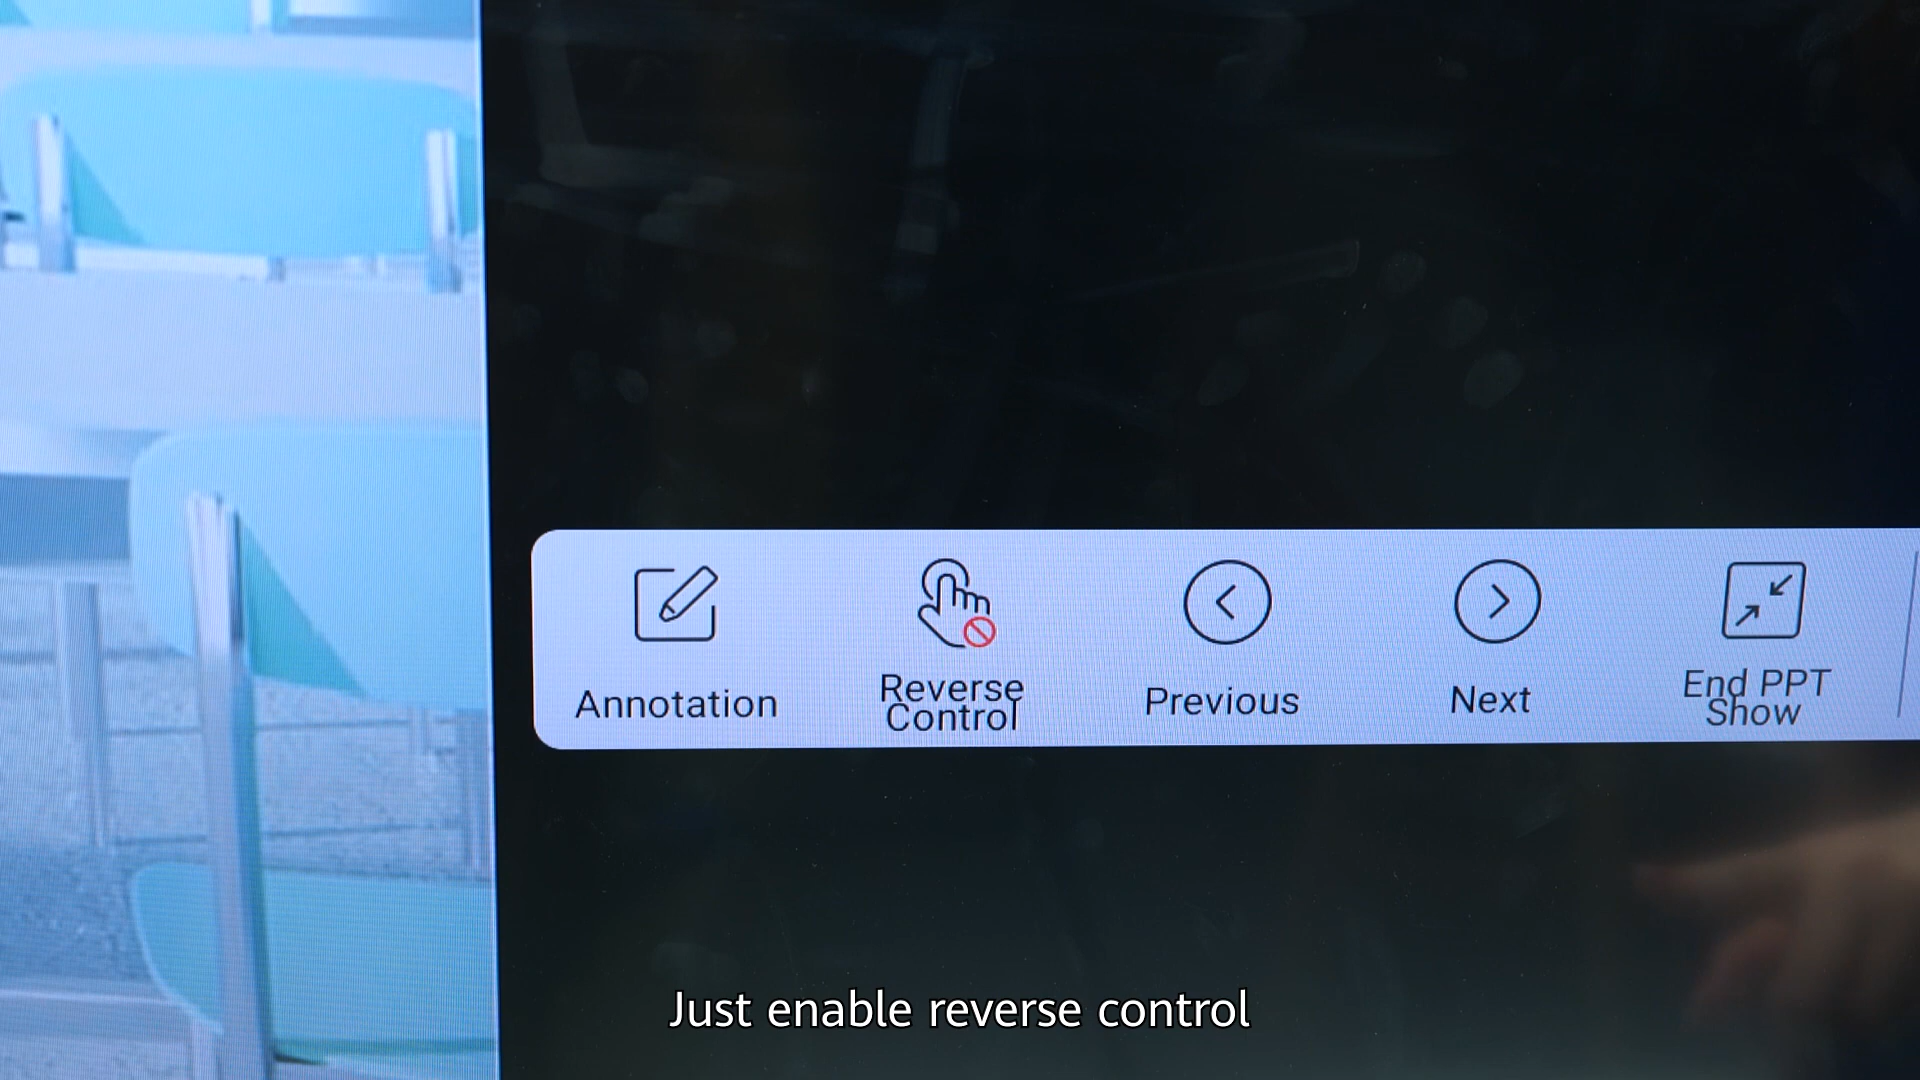 Annotation
Reverse
Control
Previous
Next
End PPT
Show
Just enable reverse control